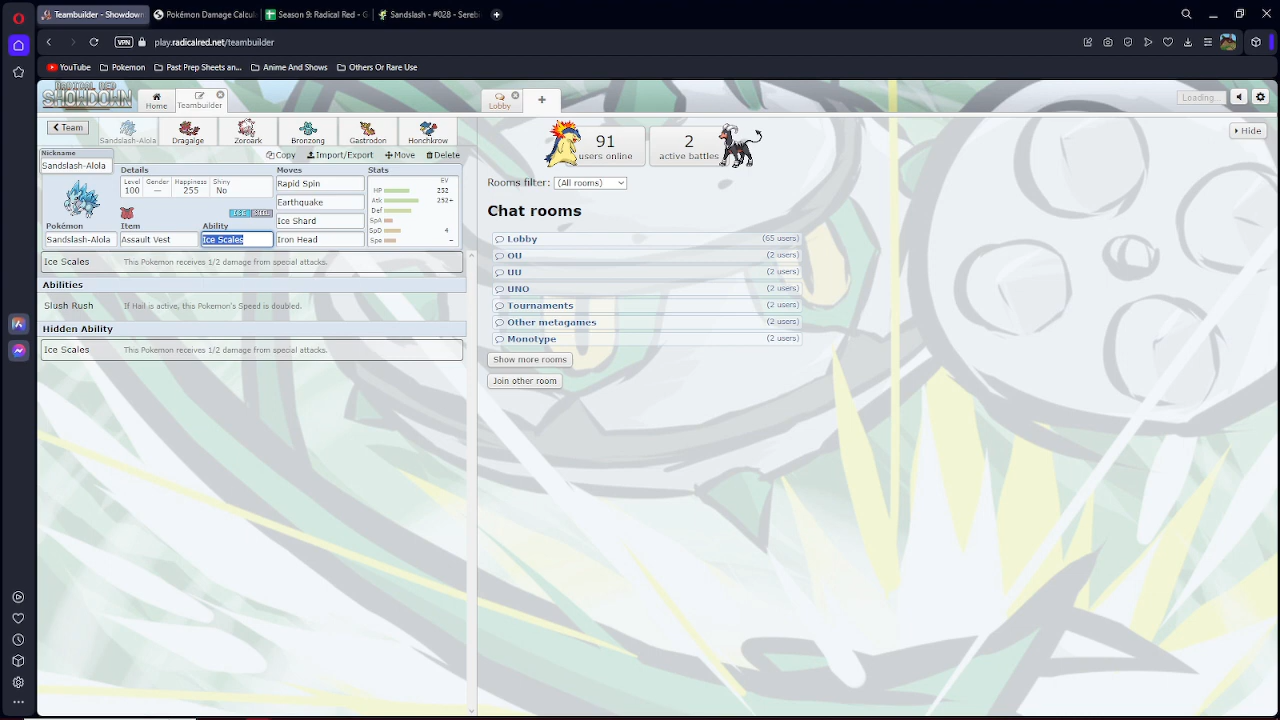 Teambuilder - Showdown
Pokémon Damage Calcul
Season 9: Radical Red - G
Sandslash - #028 - Serebi
VPN
play.radicalred.net/teambuilder
YouTube
Pokemon
Past Prep Sheets an...
Anime And Shows
Others Or Rare Use
RADICAL RED
SHOWDOWN
Home
Teambuilder
Lobby
Loading...
Team
Sandslash-Alola
Dragalge
Zoroark
Bronzong
Gastrodon
Honchkrow
Hide
91
users online
2
active battles
Nickname
Sandslash-Alola
Copy
Import/Export
Move
Delete
Details
Level
100
Gender
—
Happiness
255
Shiny
No
ICE
STEEL
Pokémon
Sandslash-Alola
Item
Assault Vest
Ability
Ice Scales
Moves
Rapid Spin
Earthquake
Ice Shard
Iron Head
Stats
EV
HP 252
Atk 252+
Def
SpA
SpD 4
Spe −
Ice Scales This Pokemon receives 1/2 damage from special attacks.
Abilities
Slush Rush If Hail is active, this Pokemon's Speed is doubled.
Hidden Ability
Ice Scales This Pokemon receives 1/2 damage from special attacks.
Rooms filter: (All rooms)
Chat rooms
Lobby (65 users)
OU (2 users)
UU (2 users)
UNO (2 users)
Tournaments (2 users)
Other metagames (2 users)
Monotype (2 users)
Show more rooms
Join other room